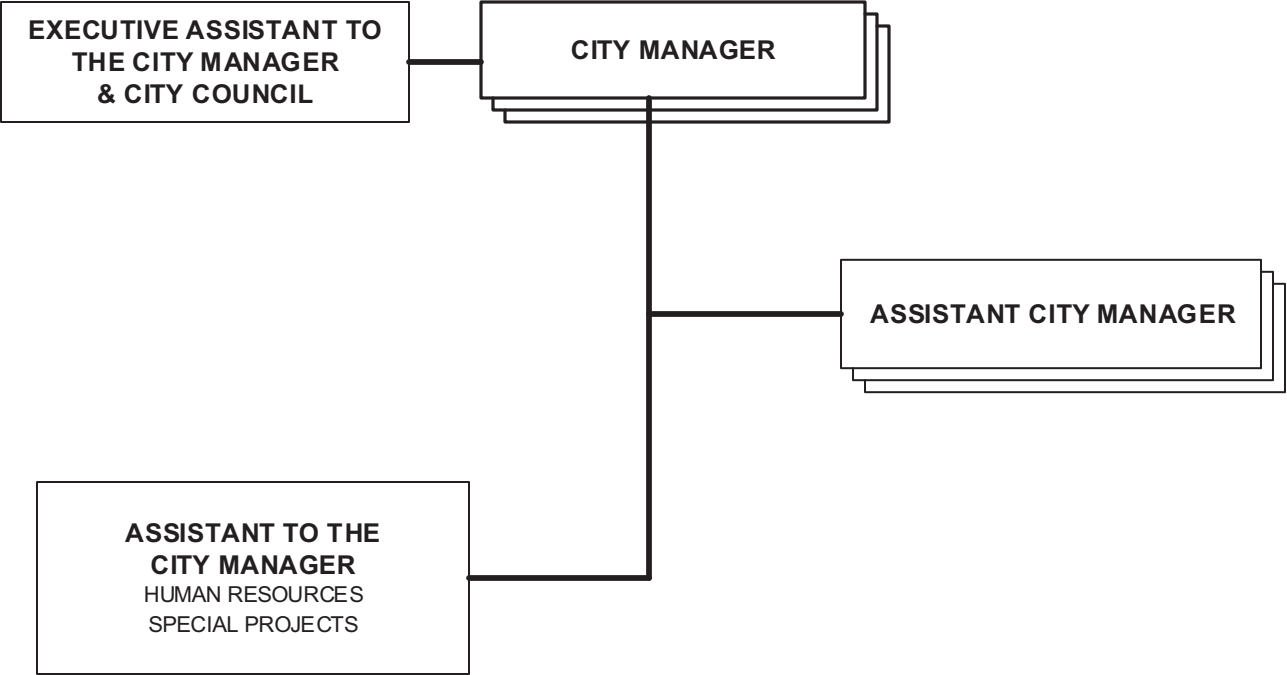 EXECUTIVE ASSISTANT TO
THE CITY MANAGER
& CITY COUNCIL
CITY MANAGER
ASSISTANT CITY MANAGER
ASSISTANT TO THE
CITY MANAGER
HUMAN RESOURCES
SPECIAL PROJECTS